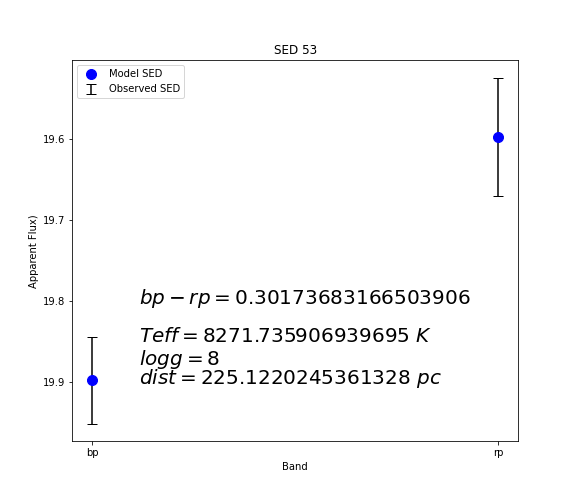 SED 53
Model SED
Observed SED
19.6
19.7
19.8
19.9
Apparent Flux)
bp − rp = 0.30173683166503906
Teff = 8271.735906939695 K
logg = 8
dist = 225.1220245361328 pc
bp
rp
Band